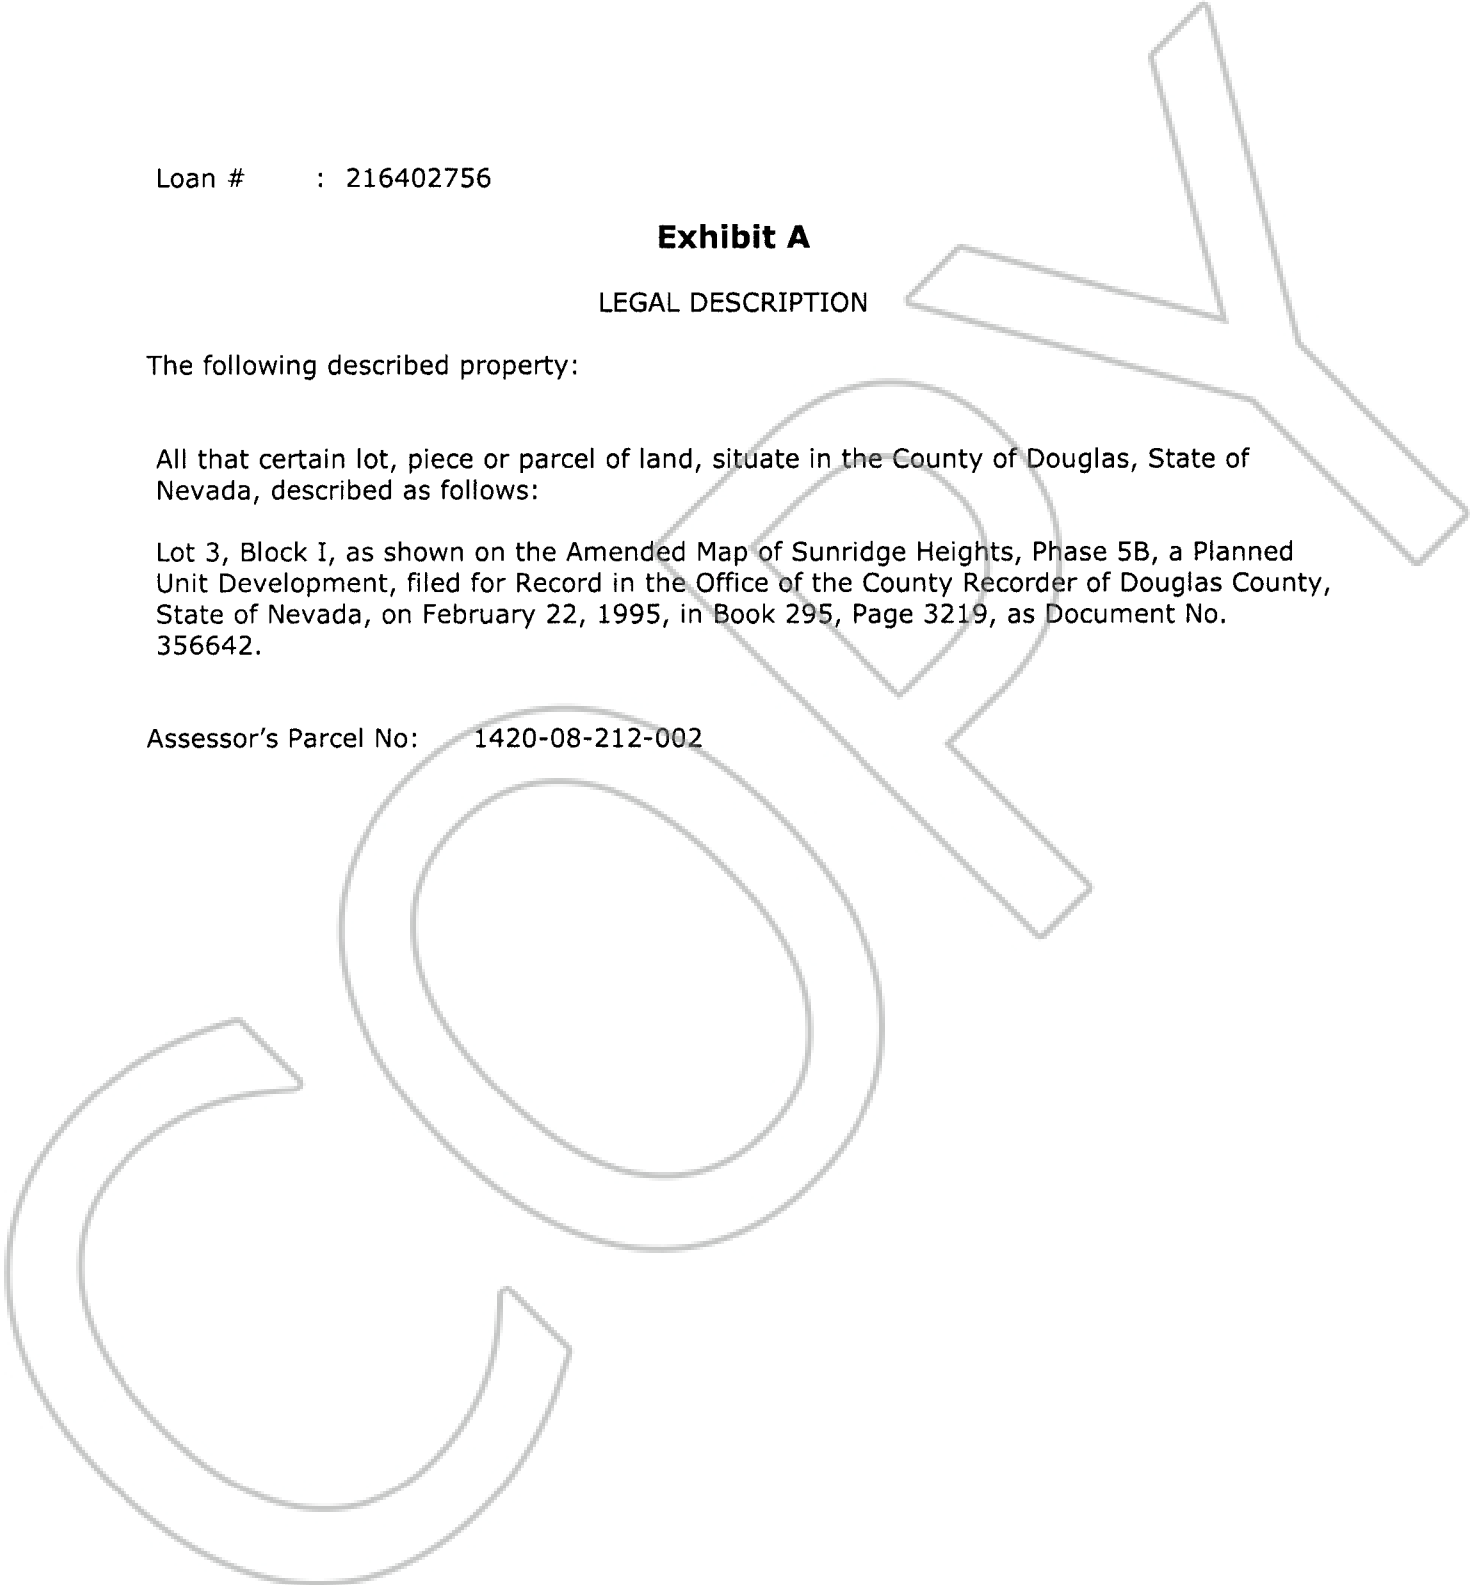 Loan # : 216402756
Exhibit A
LEGAL DESCRIPTION
The following described property:
All that certain lot, piece or parcel of land, situate in the County of Douglas, State of
Nevada, described as follows:
Lot 3, Block I, as shown on the Amended Map of Sunridge Heights, Phase 5B, a Planned
Unit Development, filed for Record in the Office of the County Recorder of Douglas County,
State of Nevada, on February 22, 1995, in Book 295, Page 3219, as Document No.
356642.
Assessor's Parcel No: 1420-08-212-002
COPY